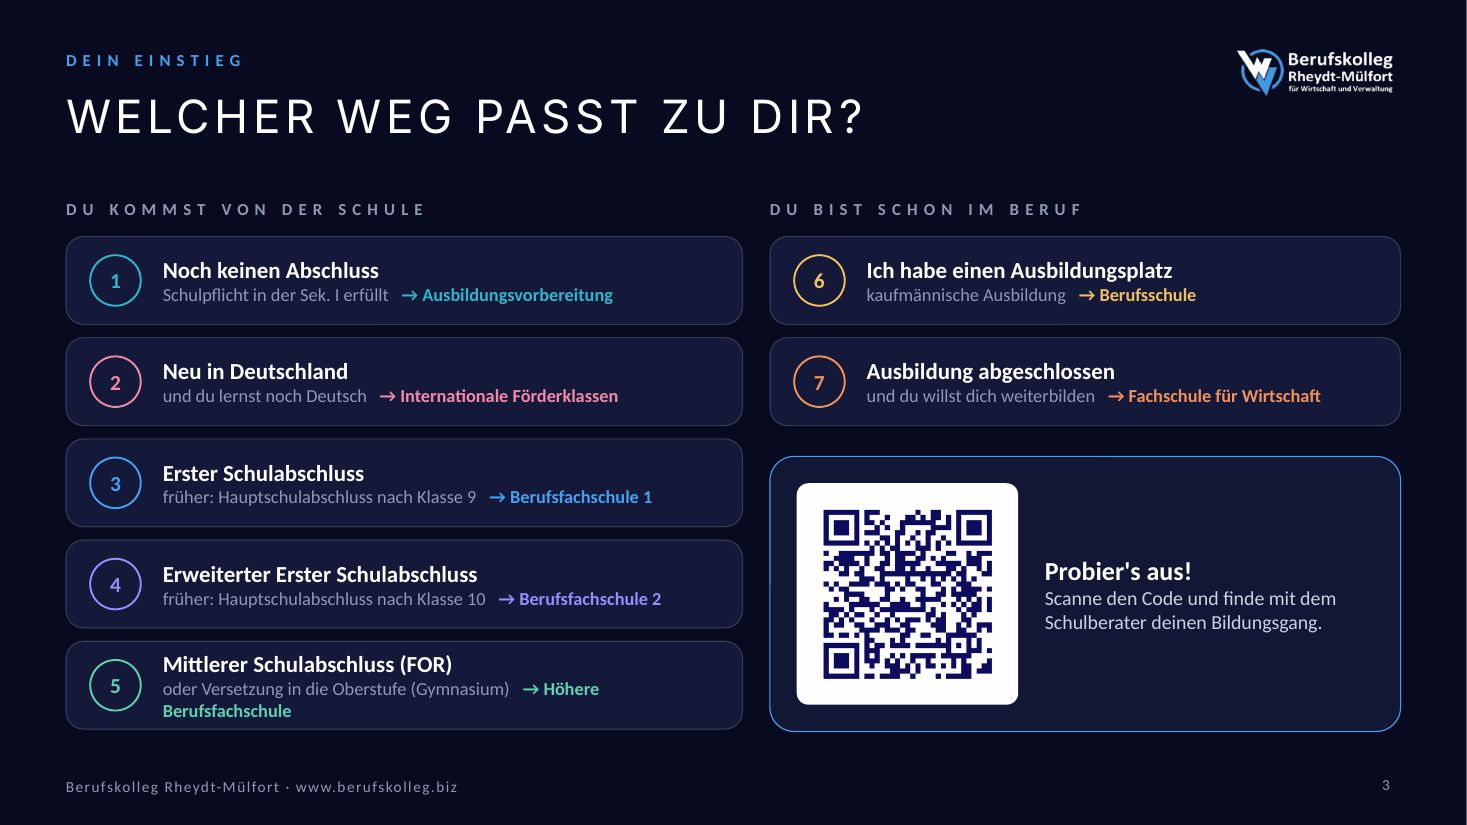 DEIN EINSTIEG
WELCHER WEG PASST ZU DIR?
Berufskolleg
Rheydt-Mülfort
für Wirtschaft und Verwaltung
DU KOMMST VON DER SCHULE
1
Noch keinen Abschluss
Schulpflicht in der Sek. I erfüllt → Ausbildungsvorbereitung
2
Neu in Deutschland
und du lernst noch Deutsch → Internationale Förderklassen
3
Erster Schulabschluss
früher: Hauptschulabschluss nach Klasse 9 → Berufsfachschule 1
4
Erweiterter Erster Schulabschluss
früher: Hauptschulabschluss nach Klasse 10 → Berufsfachschule 2
5
Mittlerer Schulabschluss (FOR)
oder Versetzung in die Oberstufe (Gymnasium) → Höhere
Berufsfachschule
DU BIST SCHON IM BERUF
6
Ich habe einen Ausbildungsplatz
kaufmännische Ausbildung → Berufsschule
7
Ausbildung abgeschlossen
und du willst dich weiterbilden → Fachschule für Wirtschaft
Probier's aus!
Scanne den Code und finde mit dem
Schulberater deinen Bildungsgang.
Berufskolleg Rheydt-Mülfort · www.berufskolleg.biz
3